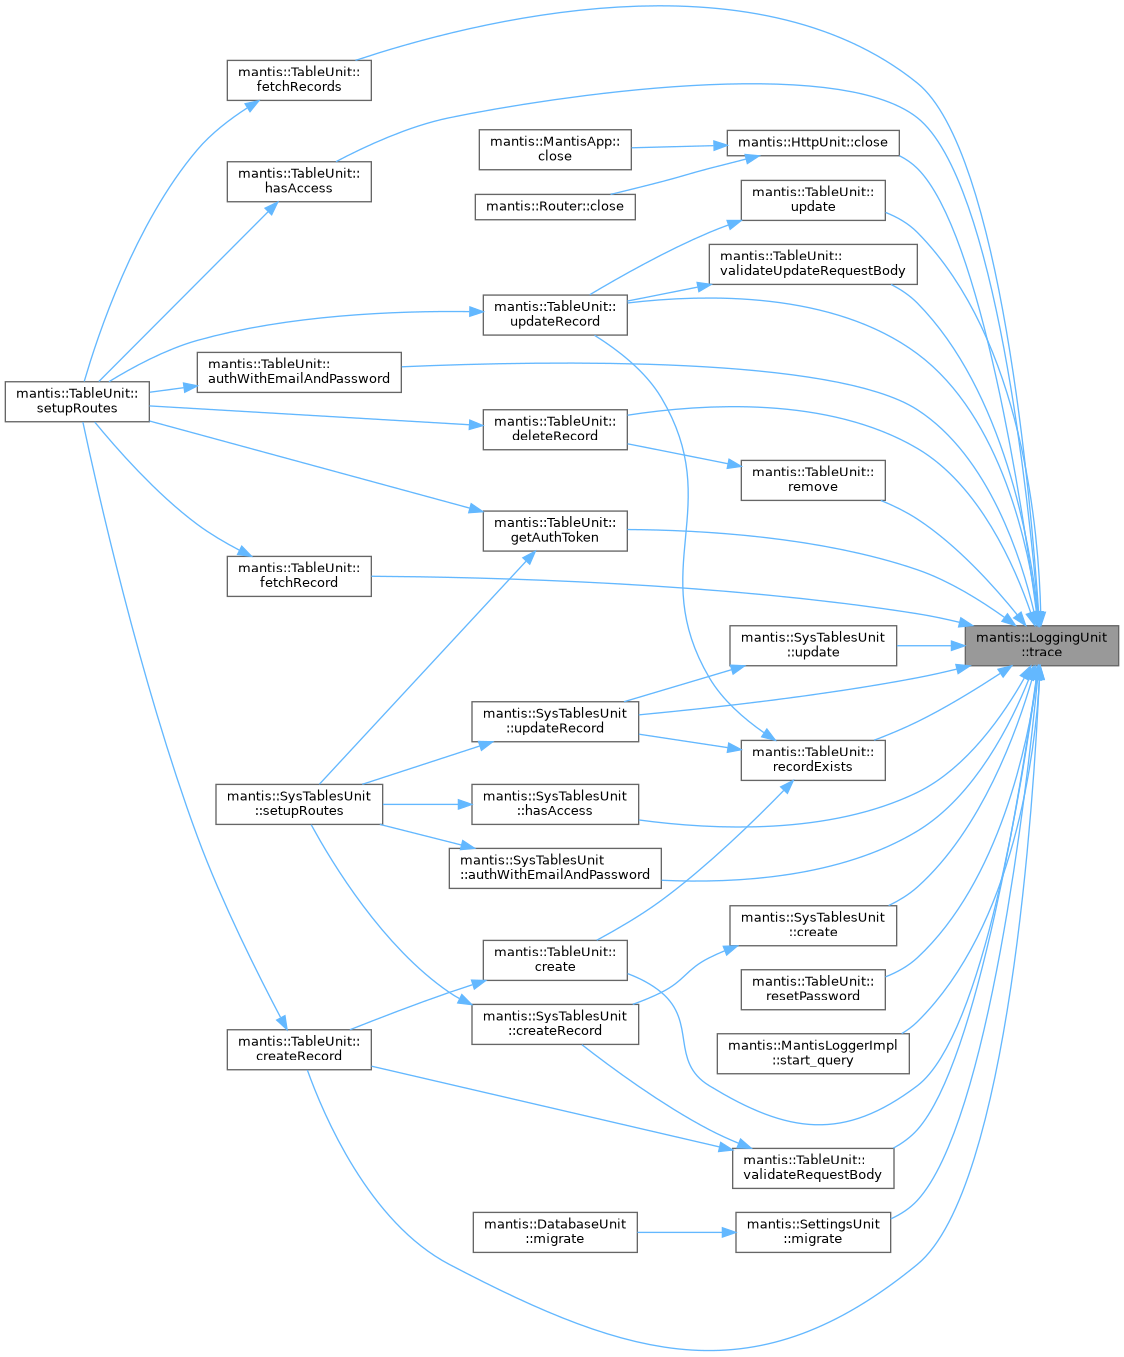 mantis::TableUnit::
fetchRecords
mantis::TableUnit::
hasAccess
mantis::MantisApp::
close
mantis::HttpUnit::close
mantis::Router::close
mantis::TableUnit::
update
mantis::TableUnit::
validateUpdateRequestBody
mantis::TableUnit::
updateRecord
mantis::TableUnit::
authWithEmailAndPassword
mantis::TableUnit::
setupRoutes
mantis::TableUnit::
deleteRecord
mantis::TableUnit::
remove
mantis::TableUnit::
getAuthToken
mantis::TableUnit::
fetchRecord
mantis::LoggingUnit
::trace
mantis::SysTablesUnit
::update
mantis::SysTablesUnit
::updateRecord
mantis::TableUnit::
recordExists
mantis::SysTablesUnit
::setupRoutes
mantis::SysTablesUnit
::hasAccess
mantis::SysTablesUnit
::authWithEmailAndPassword
mantis::SysTablesUnit
::create
mantis::TableUnit::
create
mantis::TableUnit::
resetPassword
mantis::SysTablesUnit
::createRecord
mantis::TableUnit::
createRecord
mantis::MantisLoggerImpl
::start_query
mantis::TableUnit::
validateRequestBody
mantis::DatabaseUnit
::migrate
mantis::SettingsUnit
::migrate